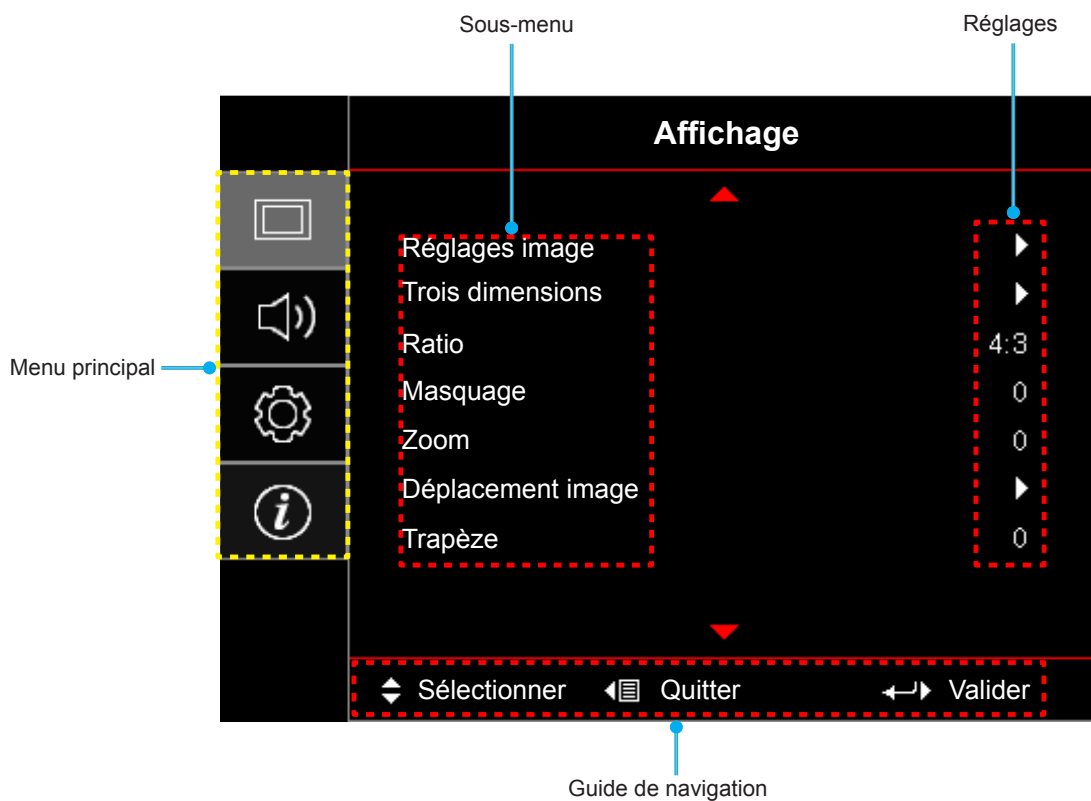 Sous-menu
Réglages
Affichage
Réglages image
Trois dimensions
Ratio 4:3
Masquage 0
Zoom 0
Déplacement image
Trapèze 0
Menu principal
Sélectionner Quitter Valider
Guide de navigation